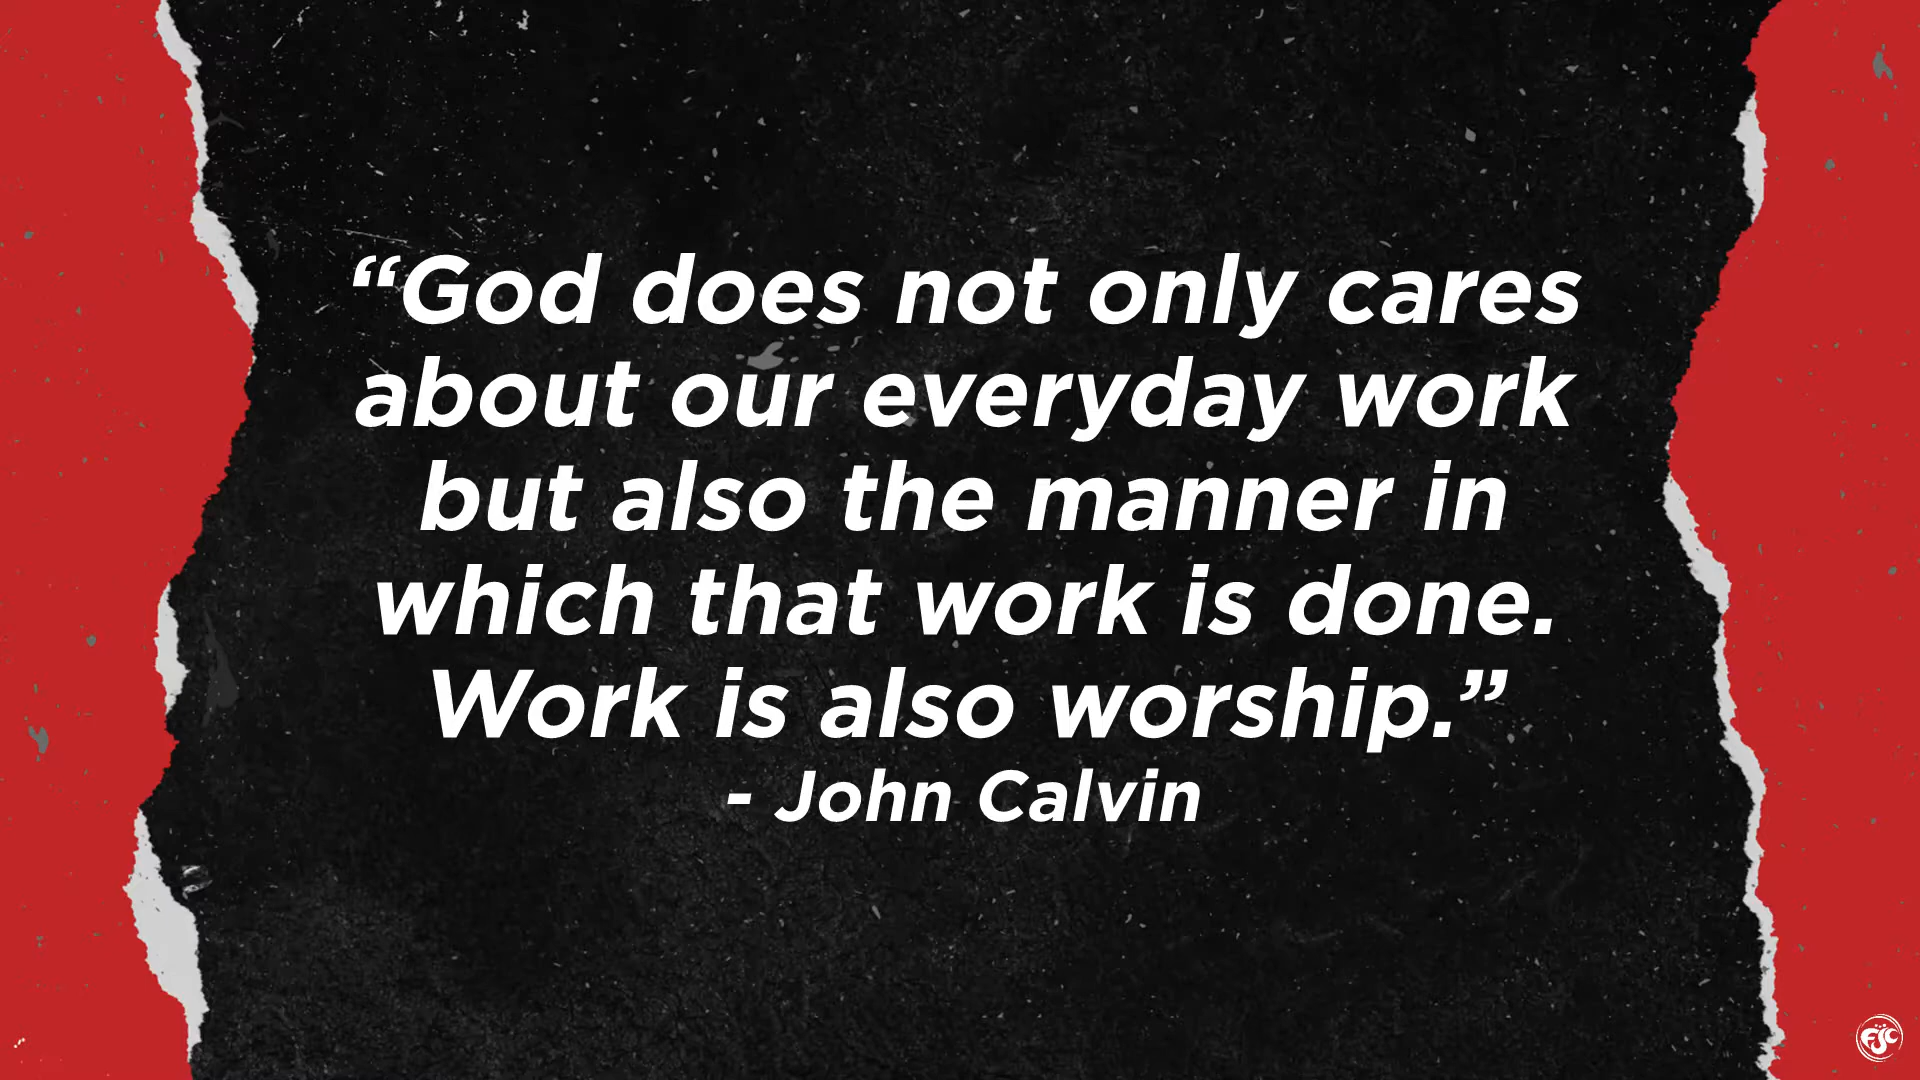 “God does not only cares
about our everyday work
but also the manner in
which that work is done.
Work is also worship.”
- John Calvin
FJC